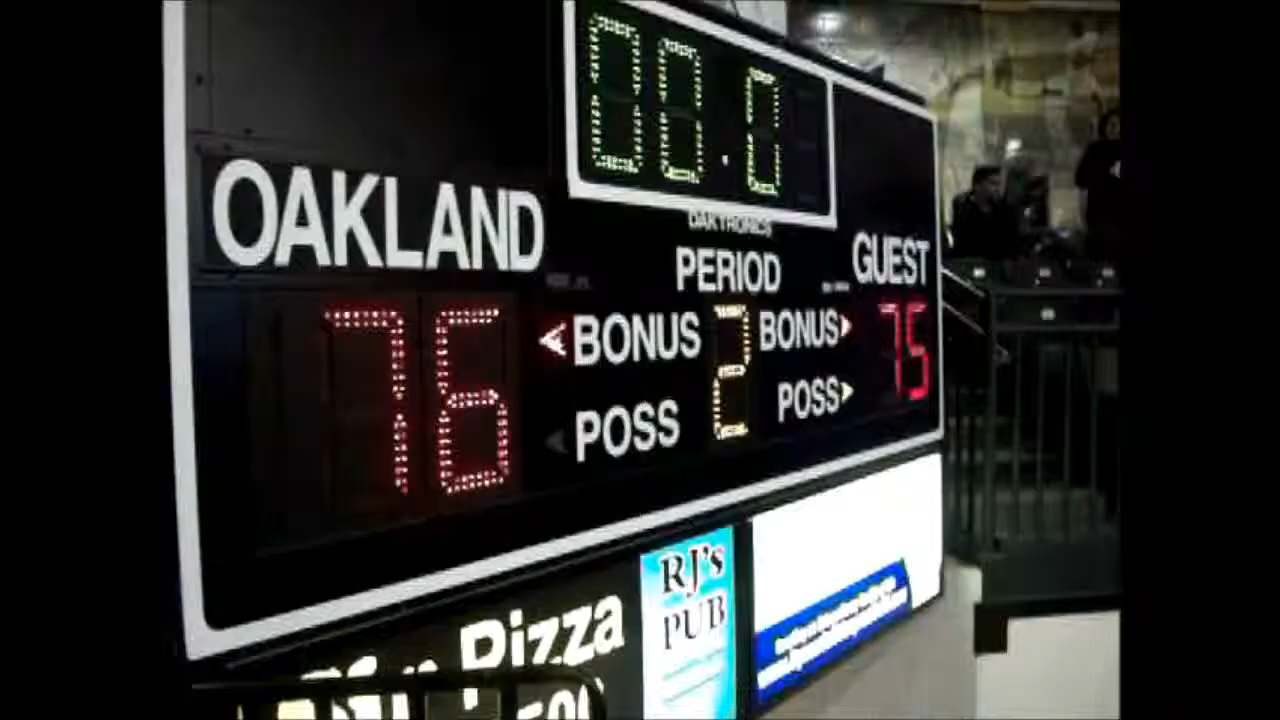 00.0
DAKTRONICS
OAKLAND
PERIOD
GUEST
76
BONUS
2
BONUS
75
POSS
POSS
RJ's
PUB
Pizza